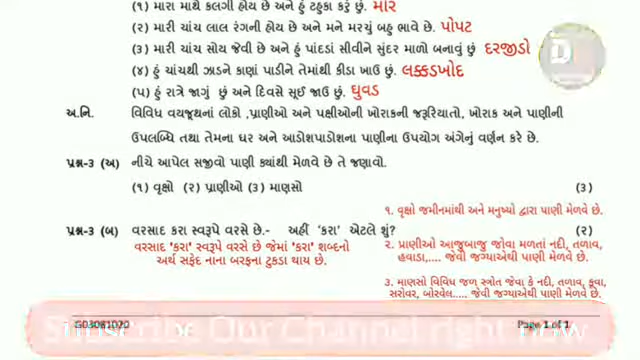 (૧) મારા માથે કલગી હોય છે અને હું ટહુકા કરું છું. મોર
(૨) મારી ચાંચ લાલ રંગની હોય છે અને મને મરચું બહુ ભાવે છે. પોપટ
(૩) મારી ચાંચ સોય જેવી છે અને હું પાંદડાં સીવીને સુંદર માળો બનાવું છું દરજીડો
(૪) હું ચાંચથી ઝાડને કાણાં પાડીને તેમાંથી કીડા ખાઉ છું. લક્કડખોદ
(૫) હું રાત્રે જાગું છું અને દિવસે સૂઈ જાઉ છું. ઘુવડ
અ.નિ. વિવિધ વયજૂથનાં લોકો ,પ્રાણીઓ અને પક્ષીઓની ખોરાકની જરૂરિયાતો, ખોરાક અને પાણીની
ઉપલબ્ધિ તથા તેમના ઘર અને આડોશપાડોશના પાણીના ઉપયોગ અંગેનું વર્ણન કરે છે.
પ્રશ્ન-3 (અ) નીચે આપેલ સજીવો પાણી ક્યાંથી મેળવે છે તે જણાવો.
(૧) વૃક્ષો (૨) પ્રાણીઓ (૩) માણસો (3)
૧. વૃક્ષો જમીનમાંથી અને મનુષ્યો દ્વારા પાણી મેળવે છે.
પ્રશ્ન-3 (બ) વરસાદ કરા સ્વરૂપે વરસે છે.- અહીં 'કરા' એટલે શું? (૨)
વરસાદ 'કરા' સ્વરૂપે વરસે છે જેમાં 'કરા' શબ્દનો
અર્થ સફેદ નાના બરફના ટુકડા થાય છે.
૨. પ્રાણીઓ આજુબાજુ જોવા મળતાં નદી, તળાવ,
હવાડા,.... જેવી જગ્યાએથી પાણી મેળવે છે.
૩. માણસો વિવિધ જળ સ્ત્રોત જેવા કે નદી, તળાવ, કૂવા,
સરોવર, બોરવેલ.... જેવી જગ્યાએથી પાણી મેળવે છે.
G03081020 Page 1 of 1
Subscribe Our Channel right now